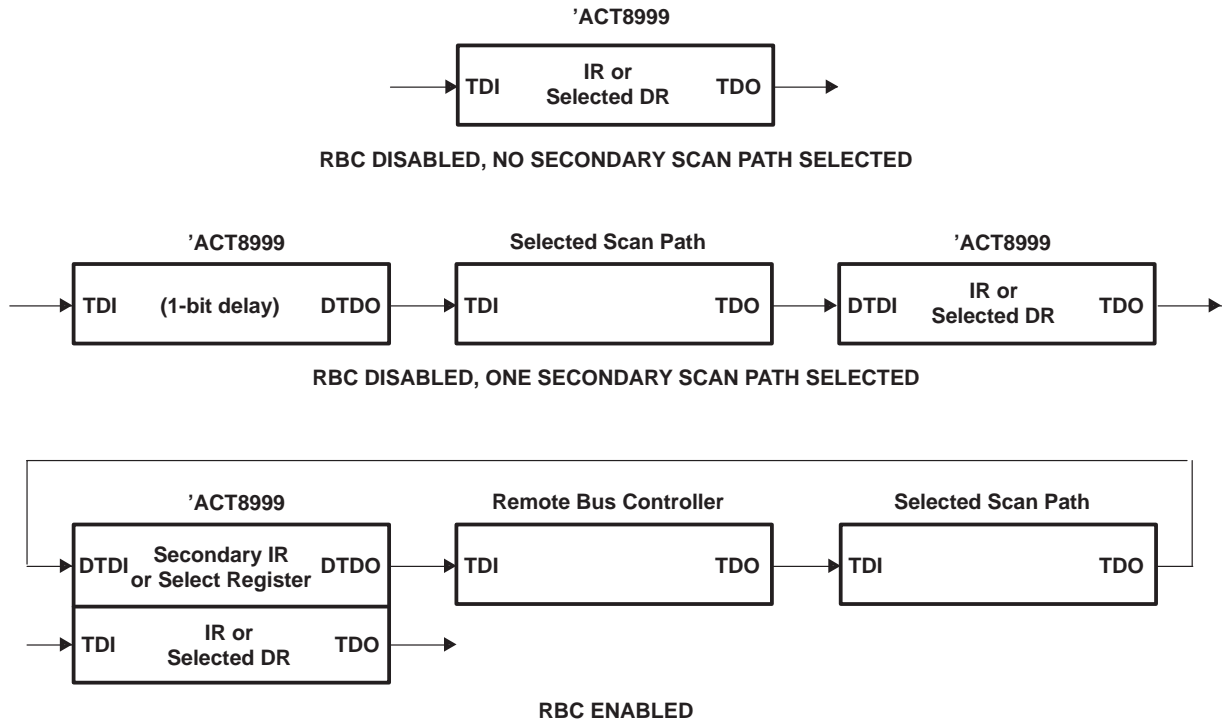 ’ACT8999
TDI
IR or
Selected DR
TDO
RBC DISABLED, NO SECONDARY SCAN PATH SELECTED
’ACT8999
Selected Scan Path
’ACT8999
TDI
(1-bit delay)
DTDO
TDI
TDO
DTDI
IR or
Selected DR
TDO
RBC DISABLED, ONE SECONDARY SCAN PATH SELECTED
’ACT8999
Remote Bus Controller
Selected Scan Path
DTDI
Secondary IR
or Select Register
DTDO
TDI
TDO
TDI
TDO
TDI
IR or
Selected DR
TDO
RBC ENABLED